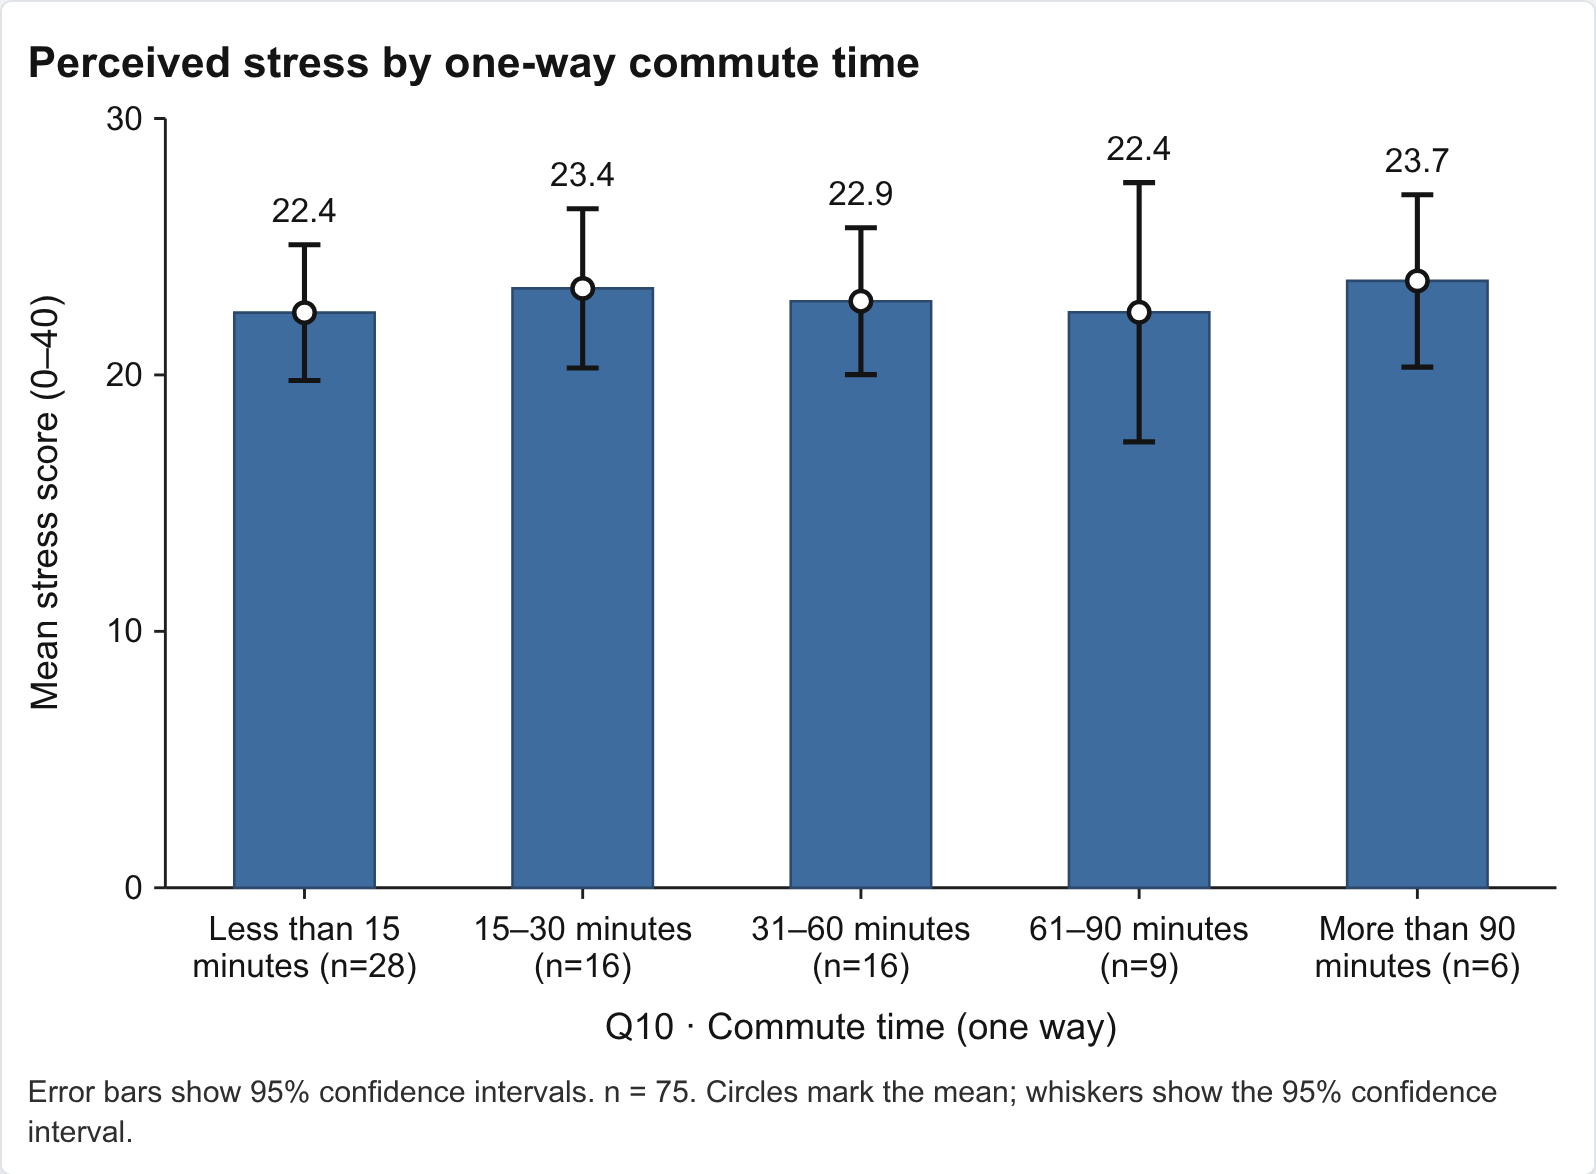 Perceived stress by one-way commute time
30
20
10
0
Mean stress score (0–40)
22.4
23.4
22.9
22.4
23.7
Less than 15
minutes (n=28)
15–30 minutes
(n=16)
31–60 minutes
(n=16)
61–90 minutes
(n=9)
More than 90
minutes (n=6)
Q10 · Commute time (one way)
Error bars show 95% confidence intervals. n = 75. Circles mark the mean; whiskers show the 95% confidence
interval.